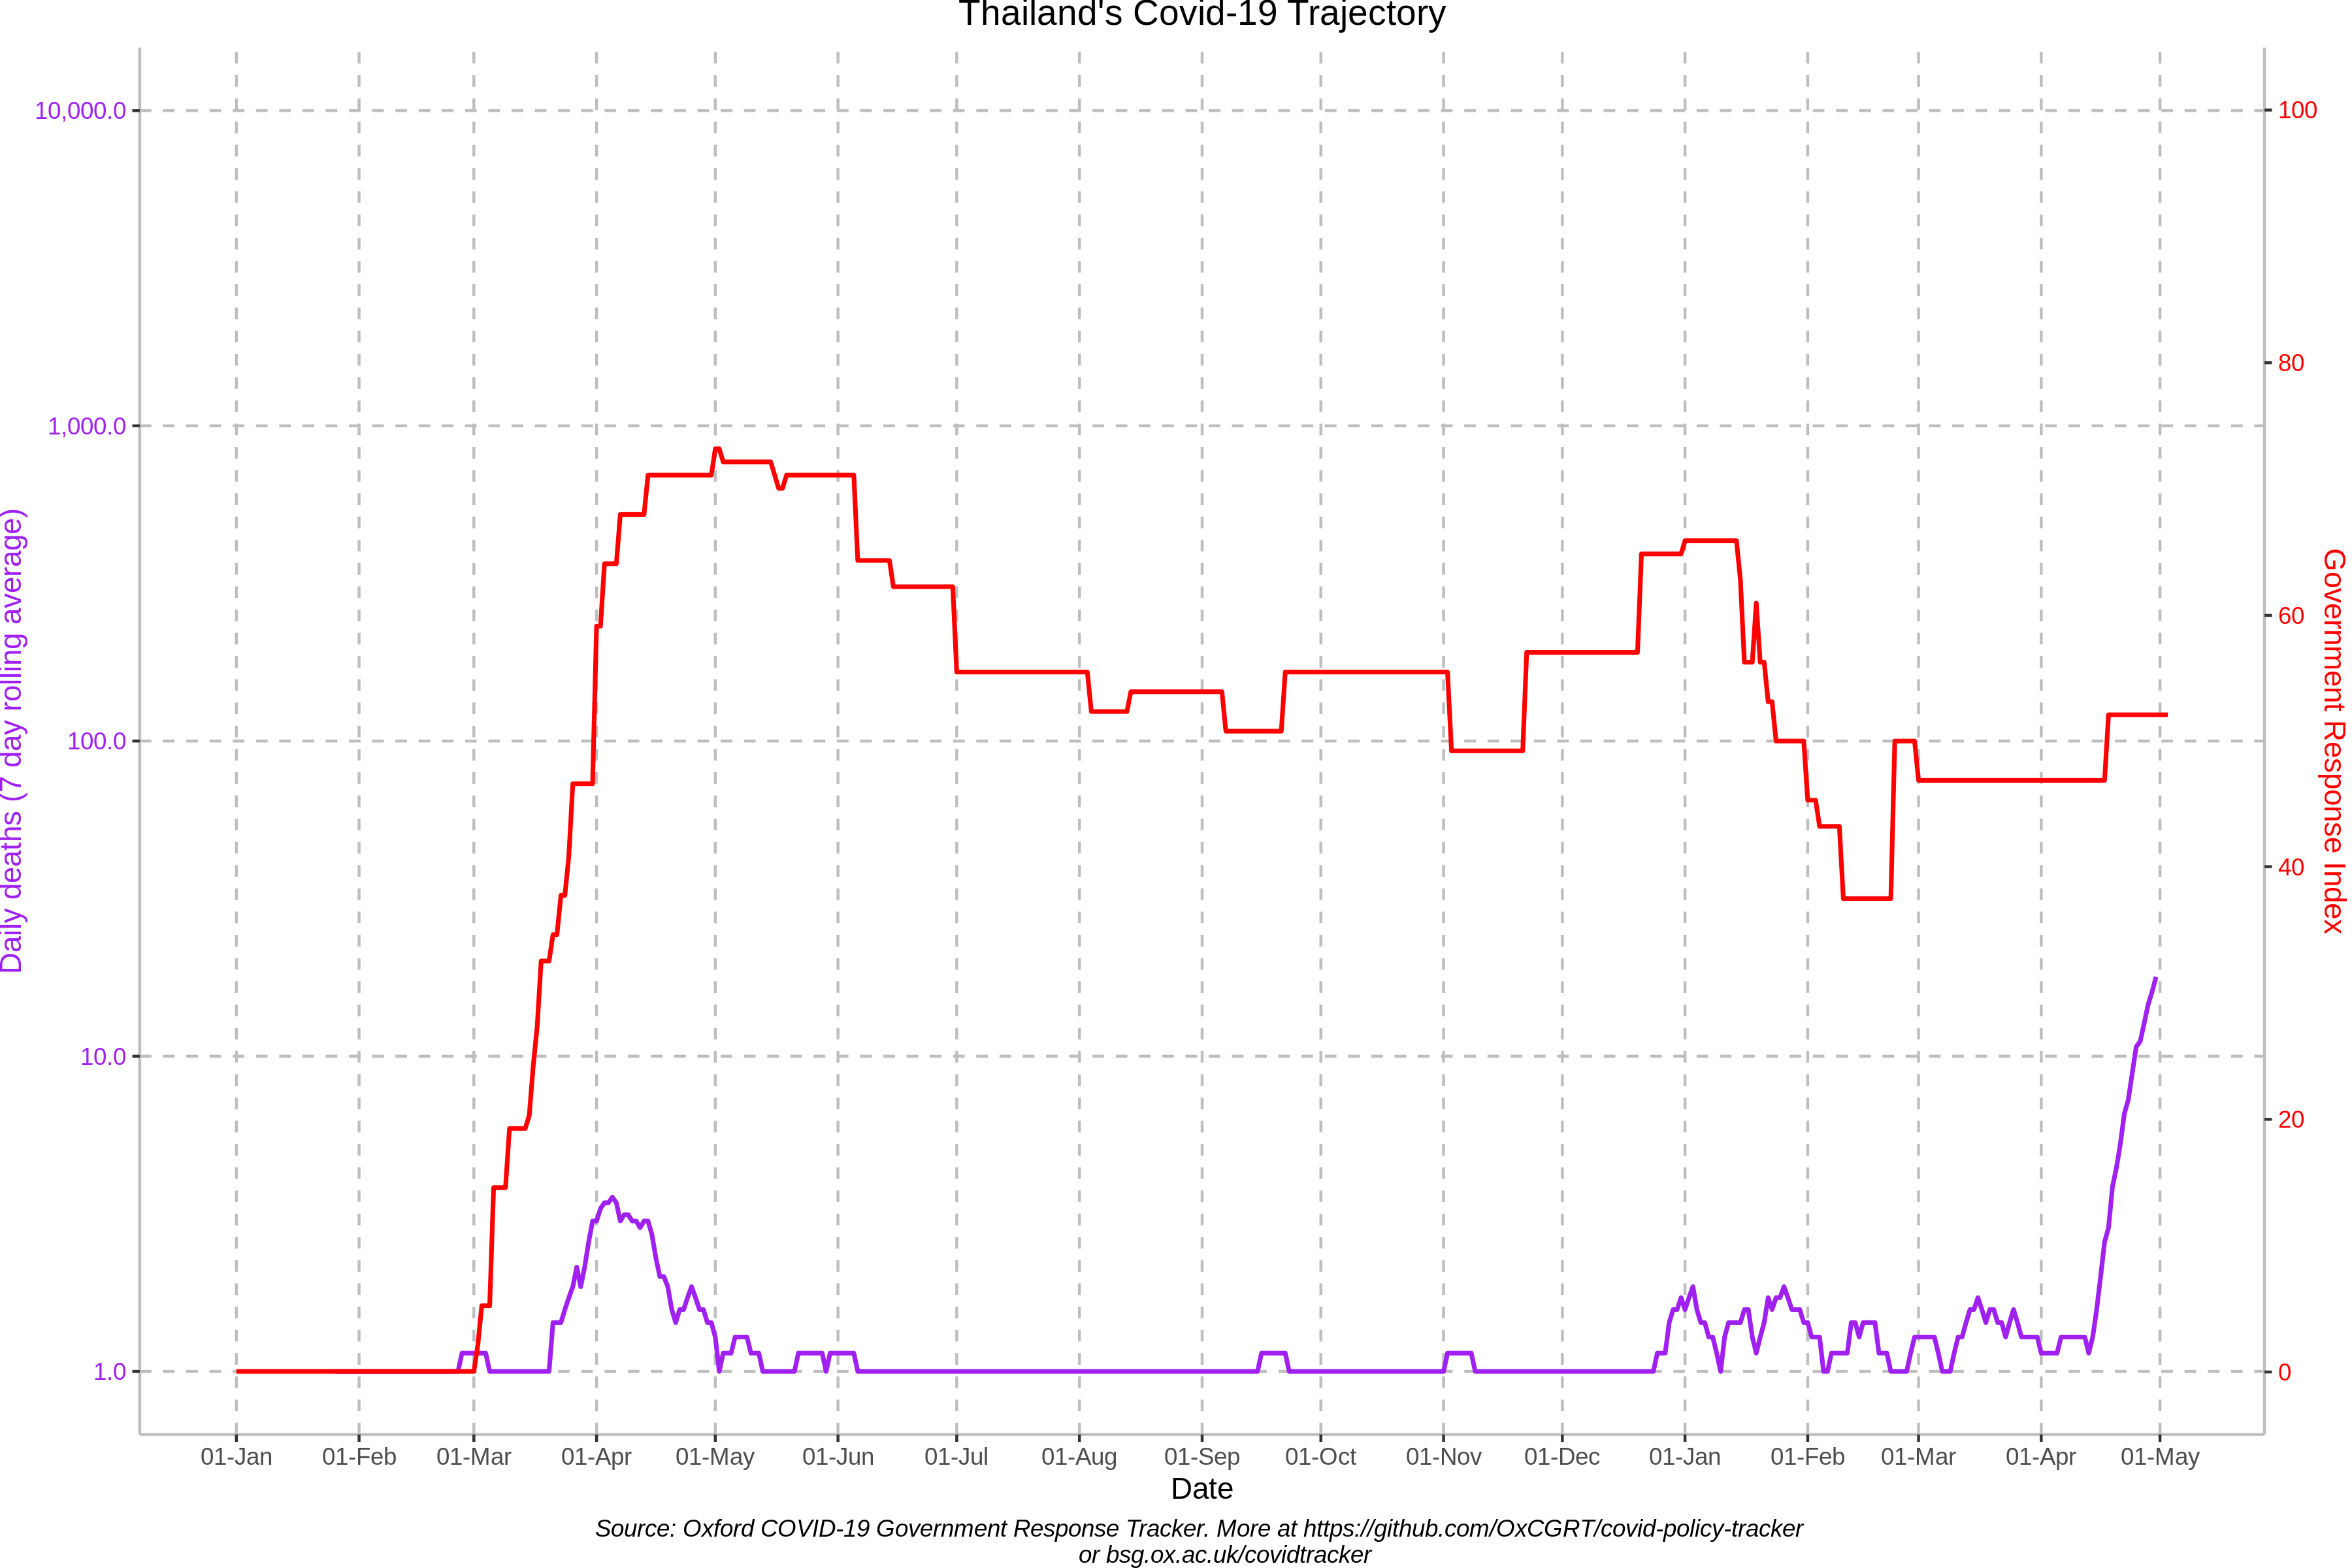 Thailand's Covid-19 Trajectory
10,000.0
1,000.0
100.0
10.0
1.0
Daily deaths (7 day rolling average)
100
80
60
40
20
0
Government Response Index
01-Jan 01-Feb 01-Mar 01-Apr 01-May 01-Jun 01-Jul 01-Aug 01-Sep 01-Oct 01-Nov 01-Dec 01-Jan 01-Feb 01-Mar 01-Apr 01-May
Date
Source: Oxford COVID-19 Government Response Tracker. More at https://github.com/OxCGRT/covid-policy-tracker
or bsg.ox.ac.uk/covidtracker